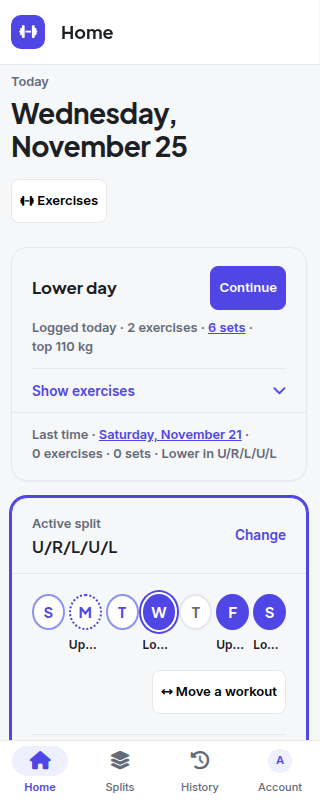 Home
Today
Wednesday,
November 25
Exercises
Lower day
Continue
Logged today · 2 exercises · 6 sets ·
top 110 kg
Show exercises
Last time · Saturday, November 21 ·
0 exercises · 0 sets · Lower in U/R/L/U/L
Active split
U/R/L/U/L
Change
S M T W T F S
Up... Lo... Up... Lo...
Move a workout
Home Splits History A Account